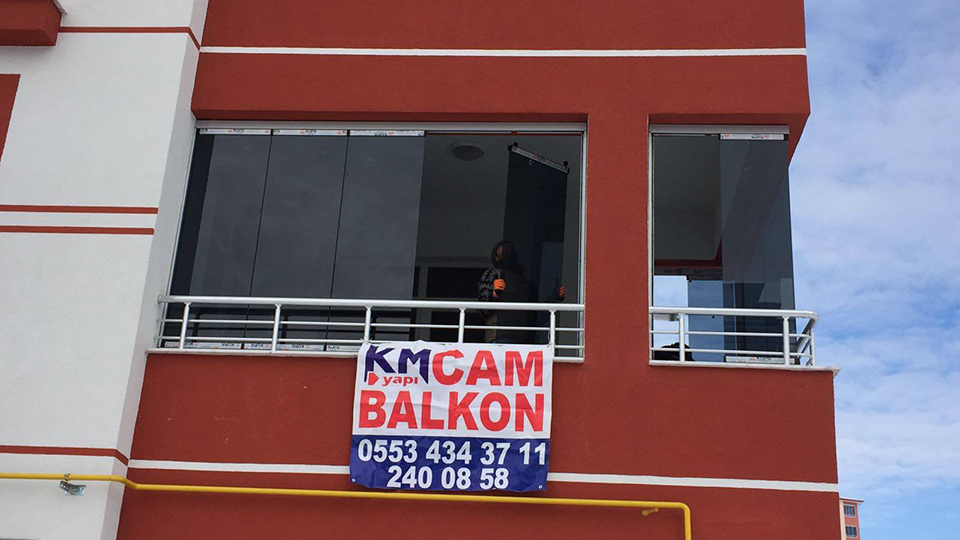 KM CAM
yapı
BALKON
0553 434 37 11
240 08 58